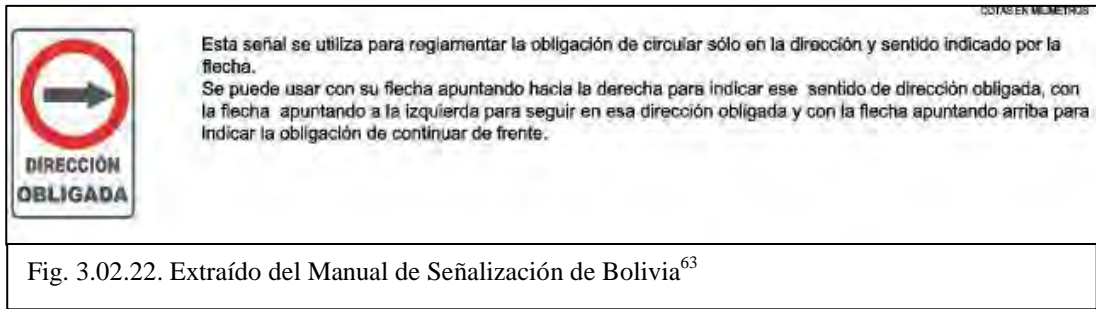 COTAS EN MILIMETROS
Esta señal se utiliza para reglamentar la obligación de circular sólo en la dirección y sentido indicado por la
flecha.
Se puede usar con su flecha apuntando hacia la derecha para indicar ese sentido de dirección obligada, con
la flecha apuntando a la izquierda para seguir en esa dirección obligada y con la flecha apuntando arriba para
indicar la obligación de continuar de frente.
DIRECCIÓN
OBLIGADA
Fig. 3.02.22. Extraído del Manual de Señalización de Bolivia63